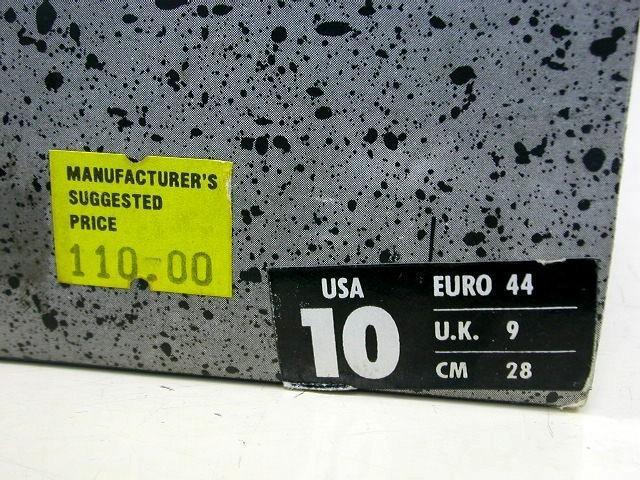 MANUFACTURER'S
SUGGESTED
PRICE
110.00
USA
10
EURO 44
U.K. 9
CM 28